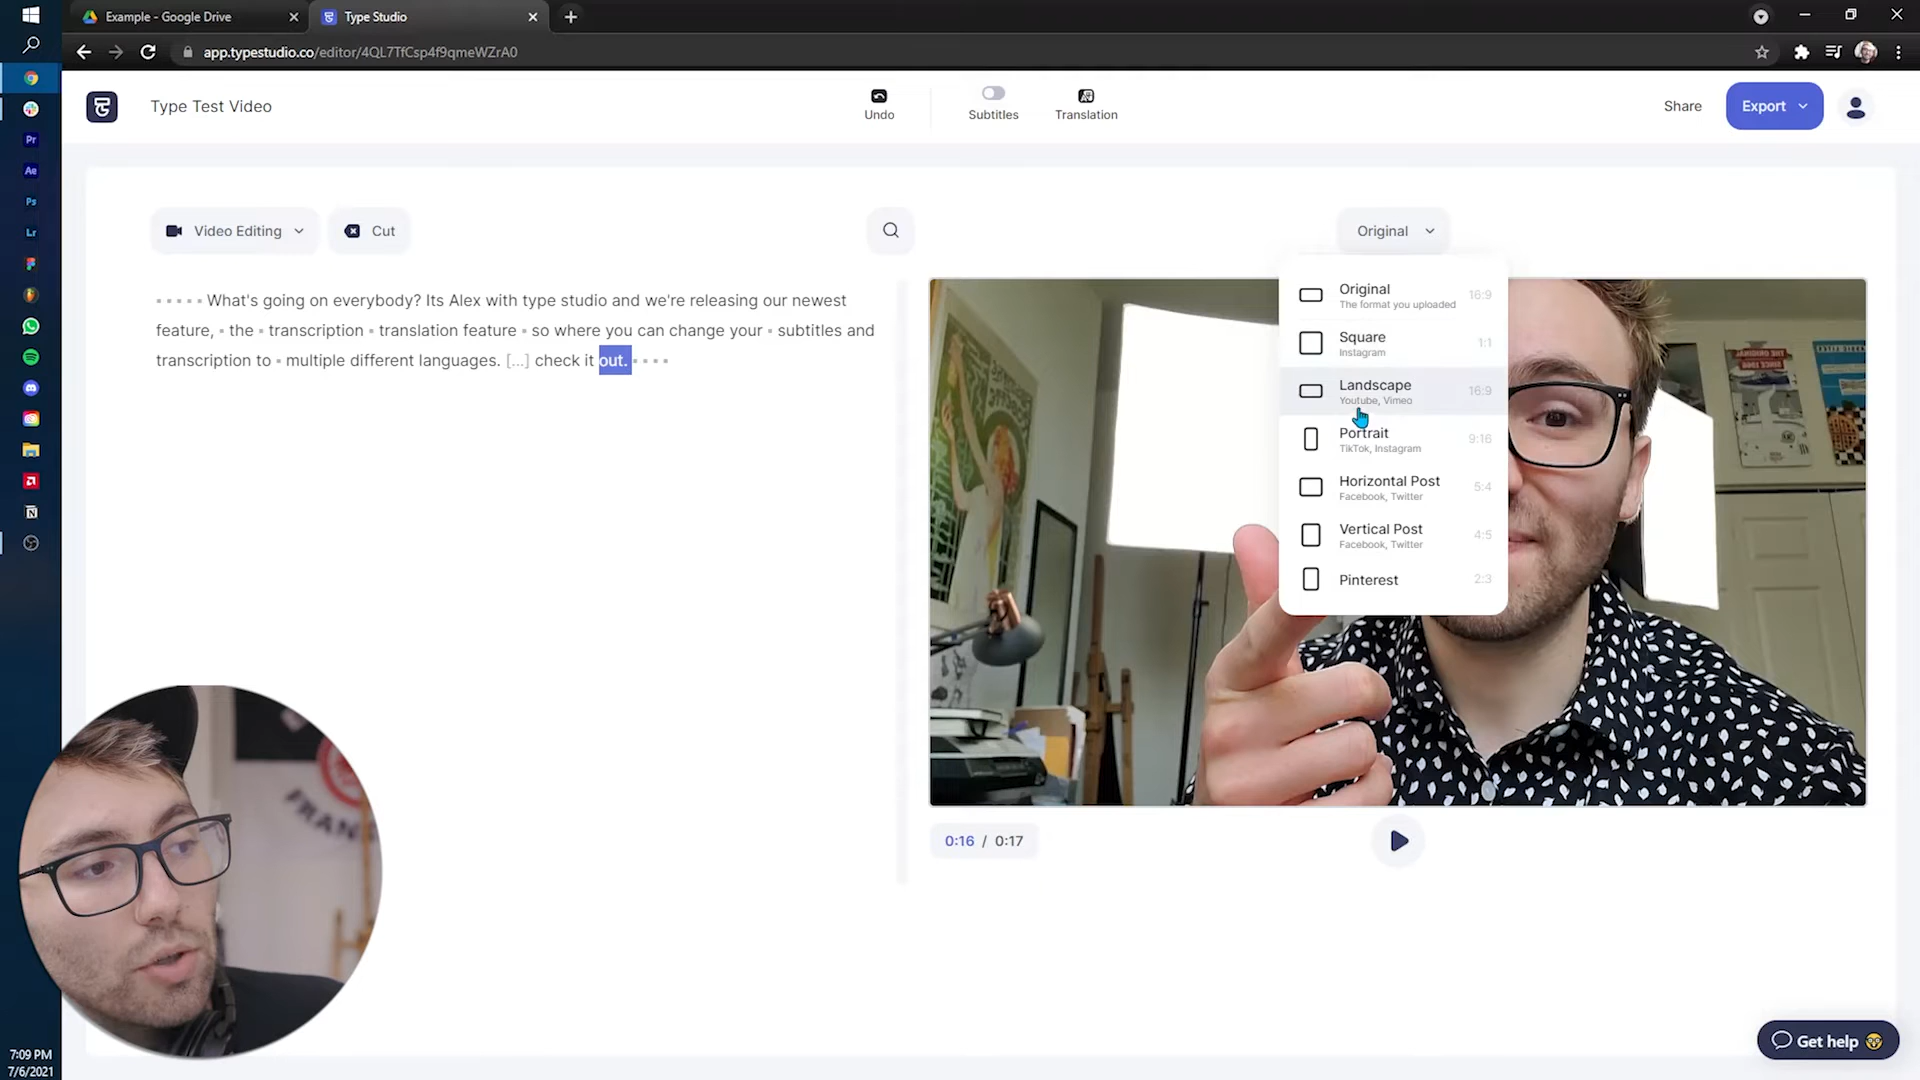 Example - Google Drive
Type Studio
app.typestudio.co/editor/4QL7TfCsp4f9qmeWZrA0
Type Test Video
Undo
Subtitles
Translation
Share
Export
Video Editing
Cut
Original
····· What's going on everybody? Its Alex with type studio and we're releasing our newest
feature, · the · transcription · translation feature · so where you can change your · subtitles and
transcription to · multiple different languages. [...] check it out. ····
Original
The format you uploaded
16:9
Square
Instagram
1:1
Landscape
Youtube, Vimeo
16:9
Portrait
TikTok, Instagram
9:16
Horizontal Post
Facebook, Twitter
5:4
Vertical Post
Facebook, Twitter
4:5
Pinterest
2:3
0:16 / 0:17
Get help
Pr
Ae
Ps
Lr
7:09 PM
7/6/2021